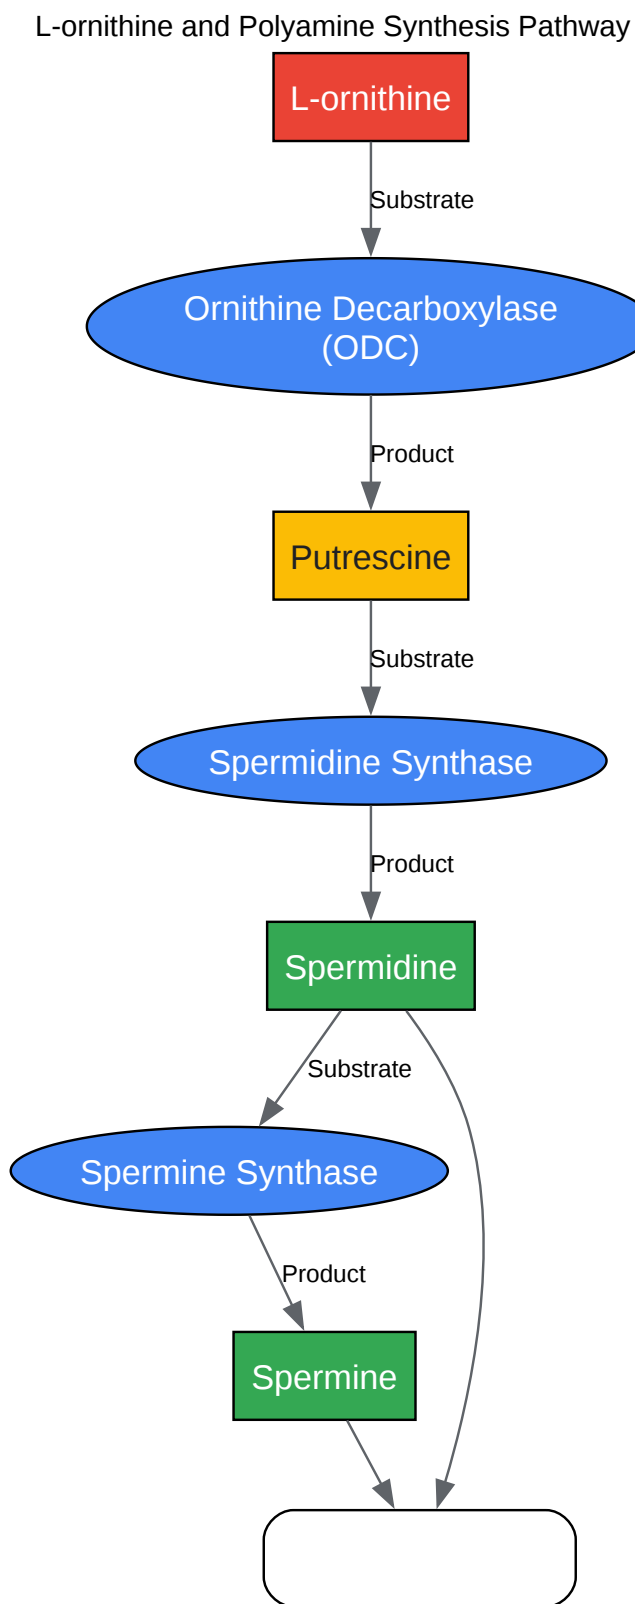 L-ornithine and Polyamine Synthesis Pathway
L-ornithine
Substrate
Ornithine Decarboxylase
(ODC)
Product
Putrescine
Substrate
Spermidine Synthase
Product
Spermidine
Substrate
Spermine Synthase
Product
Spermine